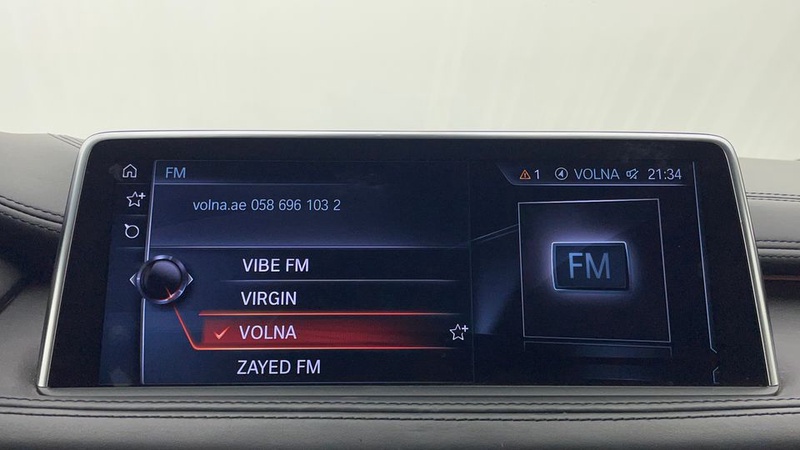 FM
1 VOLNA 21:34
volna.ae 058 696 103 2
FM
VIBE FM
VIRGIN
VOLNA
ZAYED FM